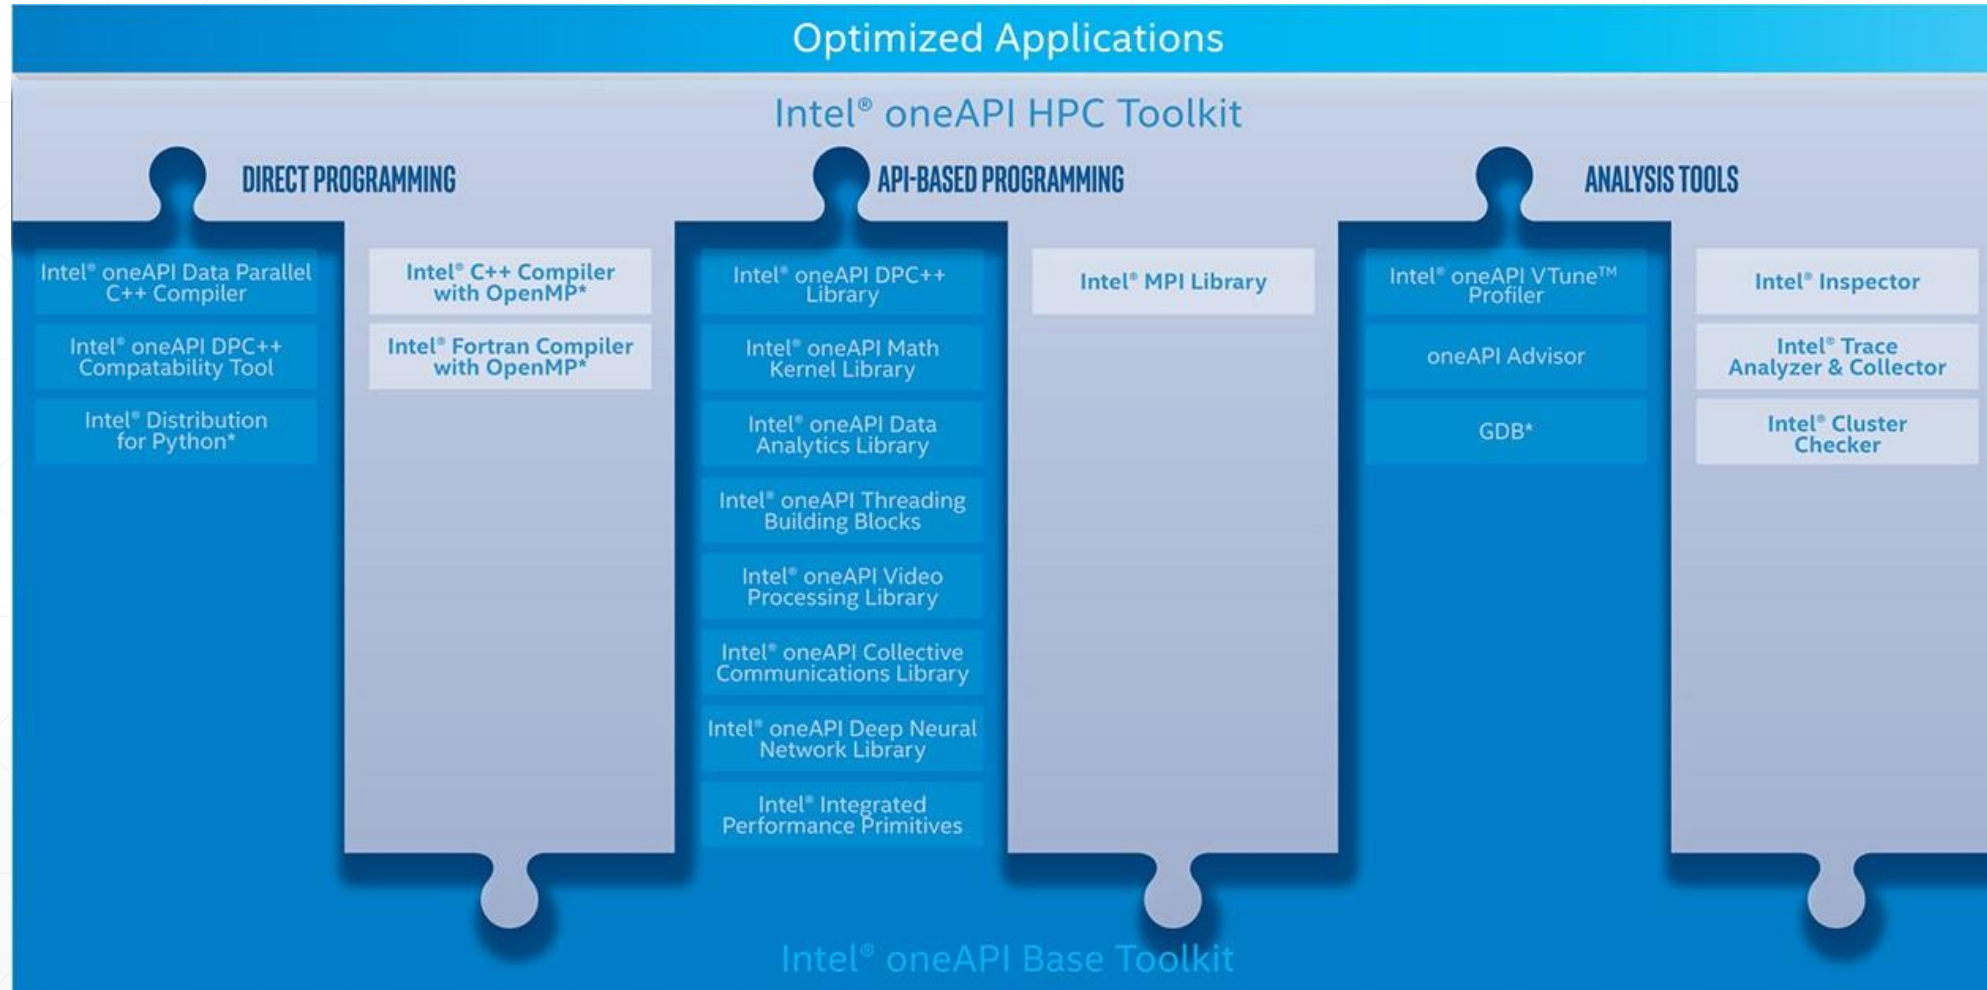 Optimized Applications
Intel® oneAPI HPC Toolkit
DIRECT PROGRAMMING
Intel® oneAPI Data Parallel
C++ Compiler
Intel® oneAPI DPC++
Compatability Tool
Intel® Distribution
for Python*
Intel® C++ Compiler
with OpenMP*
Intel® Fortran Compiler
with OpenMP*
API-BASED PROGRAMMING
Intel® oneAPI DPC++
Library
Intel® oneAPI Math
Kernel Library
Intel® oneAPI Data
Analytics Library
Intel® oneAPI Threading
Building Blocks
Intel® oneAPI Video
Processing Library
Intel® oneAPI Collective
Communications Library
Intel® oneAPI Deep Neural
Network Library
Intel® Integrated
Performance Primitives
Intel® MPI Library
ANALYSIS TOOLS
Intel® oneAPI VTune™
Profiler
oneAPI Advisor
GDB*
Intel® Inspector
Intel® Trace
Analyzer & Collector
Intel® Cluster
Checker
Intel® oneAPI Base Toolkit